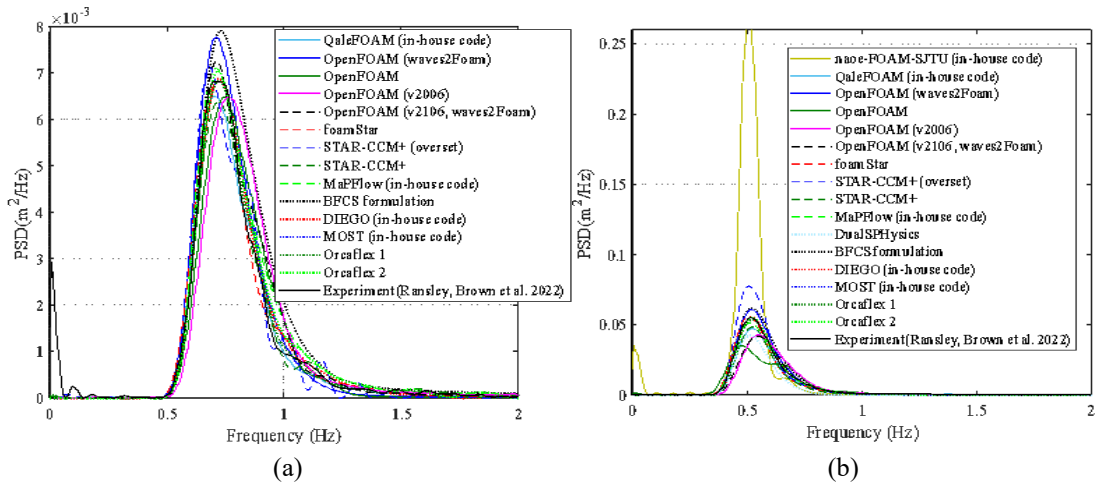 ×10⁻³
8
7
6
5
4
3
2
1
0
0
0.5
1
1.5
2
PSD(m²/Hz)
Frequency (Hz)
QaleFOAM (in-house code)
OpenFOAM (waves2Foam)
OpenFOAM
OpenFOAM (v2006)
OpenFOAM (v2106, waves2Foam)
foamStar
STAR-CCM+ (overset)
STAR-CCM+
MaPFlow (in-house code)
BFCS formulation
DIEGO (in-house code)
MOST (in-house code)
Orcaflex 1
Orcaflex 2
Experiment(Ransley, Brown et al. 2022)
(a)
0.25
0.2
0.15
0.1
0.05
0
0
0.5
1
1.5
2
PSD(m²/Hz)
Frequency (Hz)
naoe-FOAM-SJTU (in-house code)
QaleFOAM (in-house code)
OpenFOAM (waves2Foam)
OpenFOAM
OpenFOAM (v2006)
OpenFOAM (v2106, waves2Foam)
foamStar
STAR-CCM+ (overset)
STAR-CCM+
MaPFlow (in-house code)
DualSPHysics
BFCS formulation
DIEGO (in-house code)
MOST (in-house code)
Orcaflex 1
Orcaflex 2
Experiment(Ransley, Brown et al. 2022)
(b)